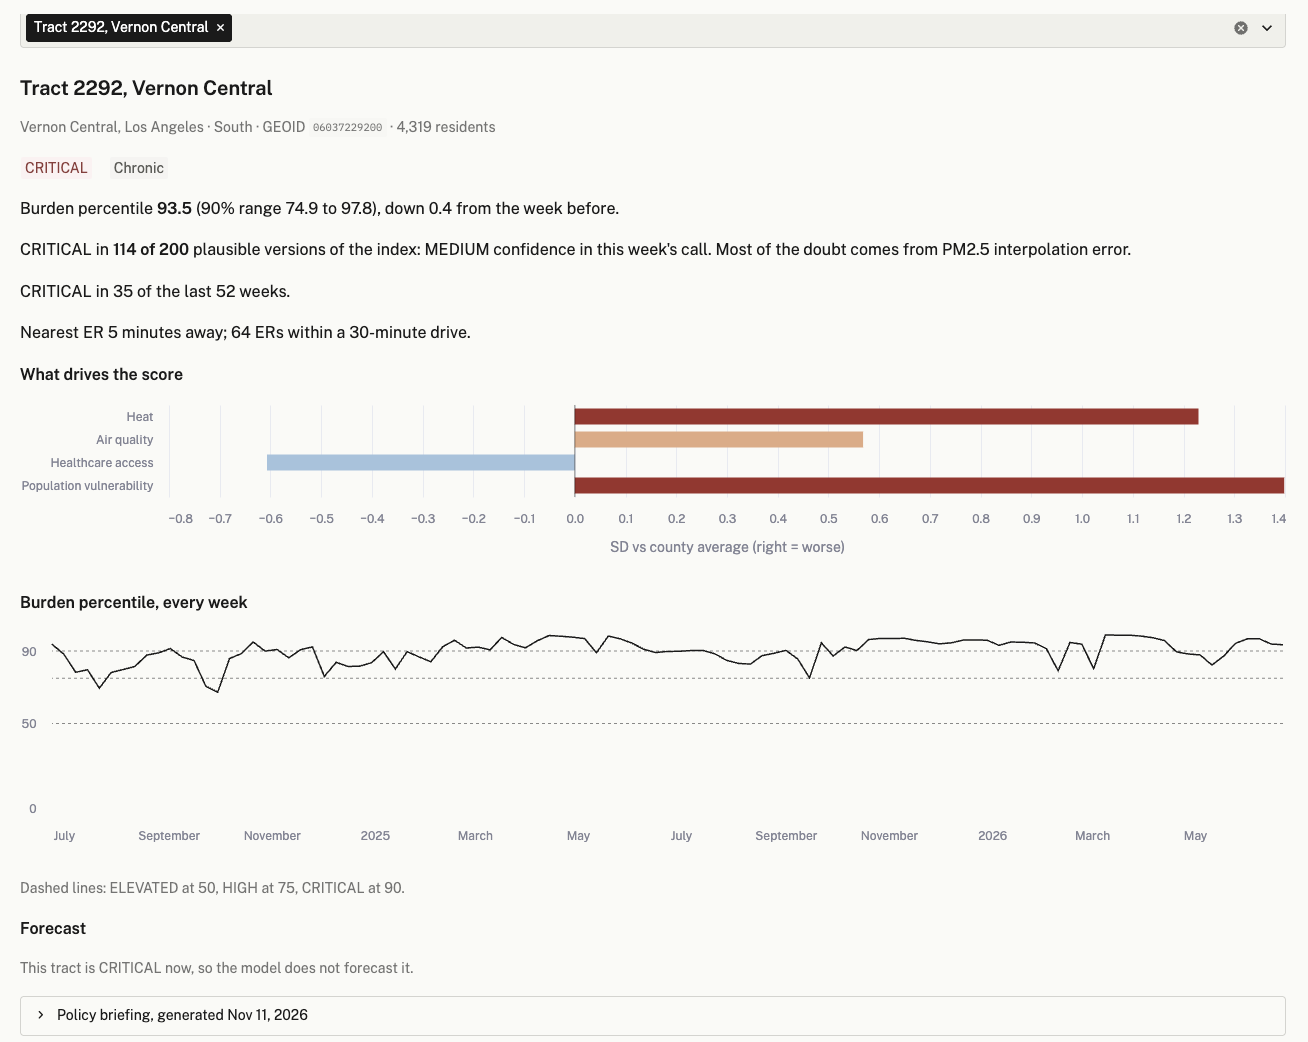 Tract 2292, Vernon Central ×
Tract 2292, Vernon Central
Vernon Central, Los Angeles · South · GEOID 06037229200 · 4,319 residents
CRITICAL Chronic
Burden percentile 93.5 (90% range 74.9 to 97.8), down 0.4 from the week before.
CRITICAL in 114 of 200 plausible versions of the index: MEDIUM confidence in this week's call. Most of the doubt comes from PM2.5 interpolation error.
CRITICAL in 35 of the last 52 weeks.
Nearest ER 5 minutes away; 64 ERs within a 30-minute drive.
What drives the score
Heat
Air quality
Healthcare access
Population vulnerability
−0.8 −0.7 −0.6 −0.5 −0.4 −0.3 −0.2 −0.1 0.0 0.1 0.2 0.3 0.4 0.5 0.6 0.7 0.8 0.9 1.0 1.1 1.2 1.3 1.4
SD vs county average (right = worse)
Burden percentile, every week
90
50
0
July September November 2025 March May July September November 2026 March May
Dashed lines: ELEVATED at 50, HIGH at 75, CRITICAL at 90.
Forecast
This tract is CRITICAL now, so the model does not forecast it.
Policy briefing, generated Nov 11, 2026